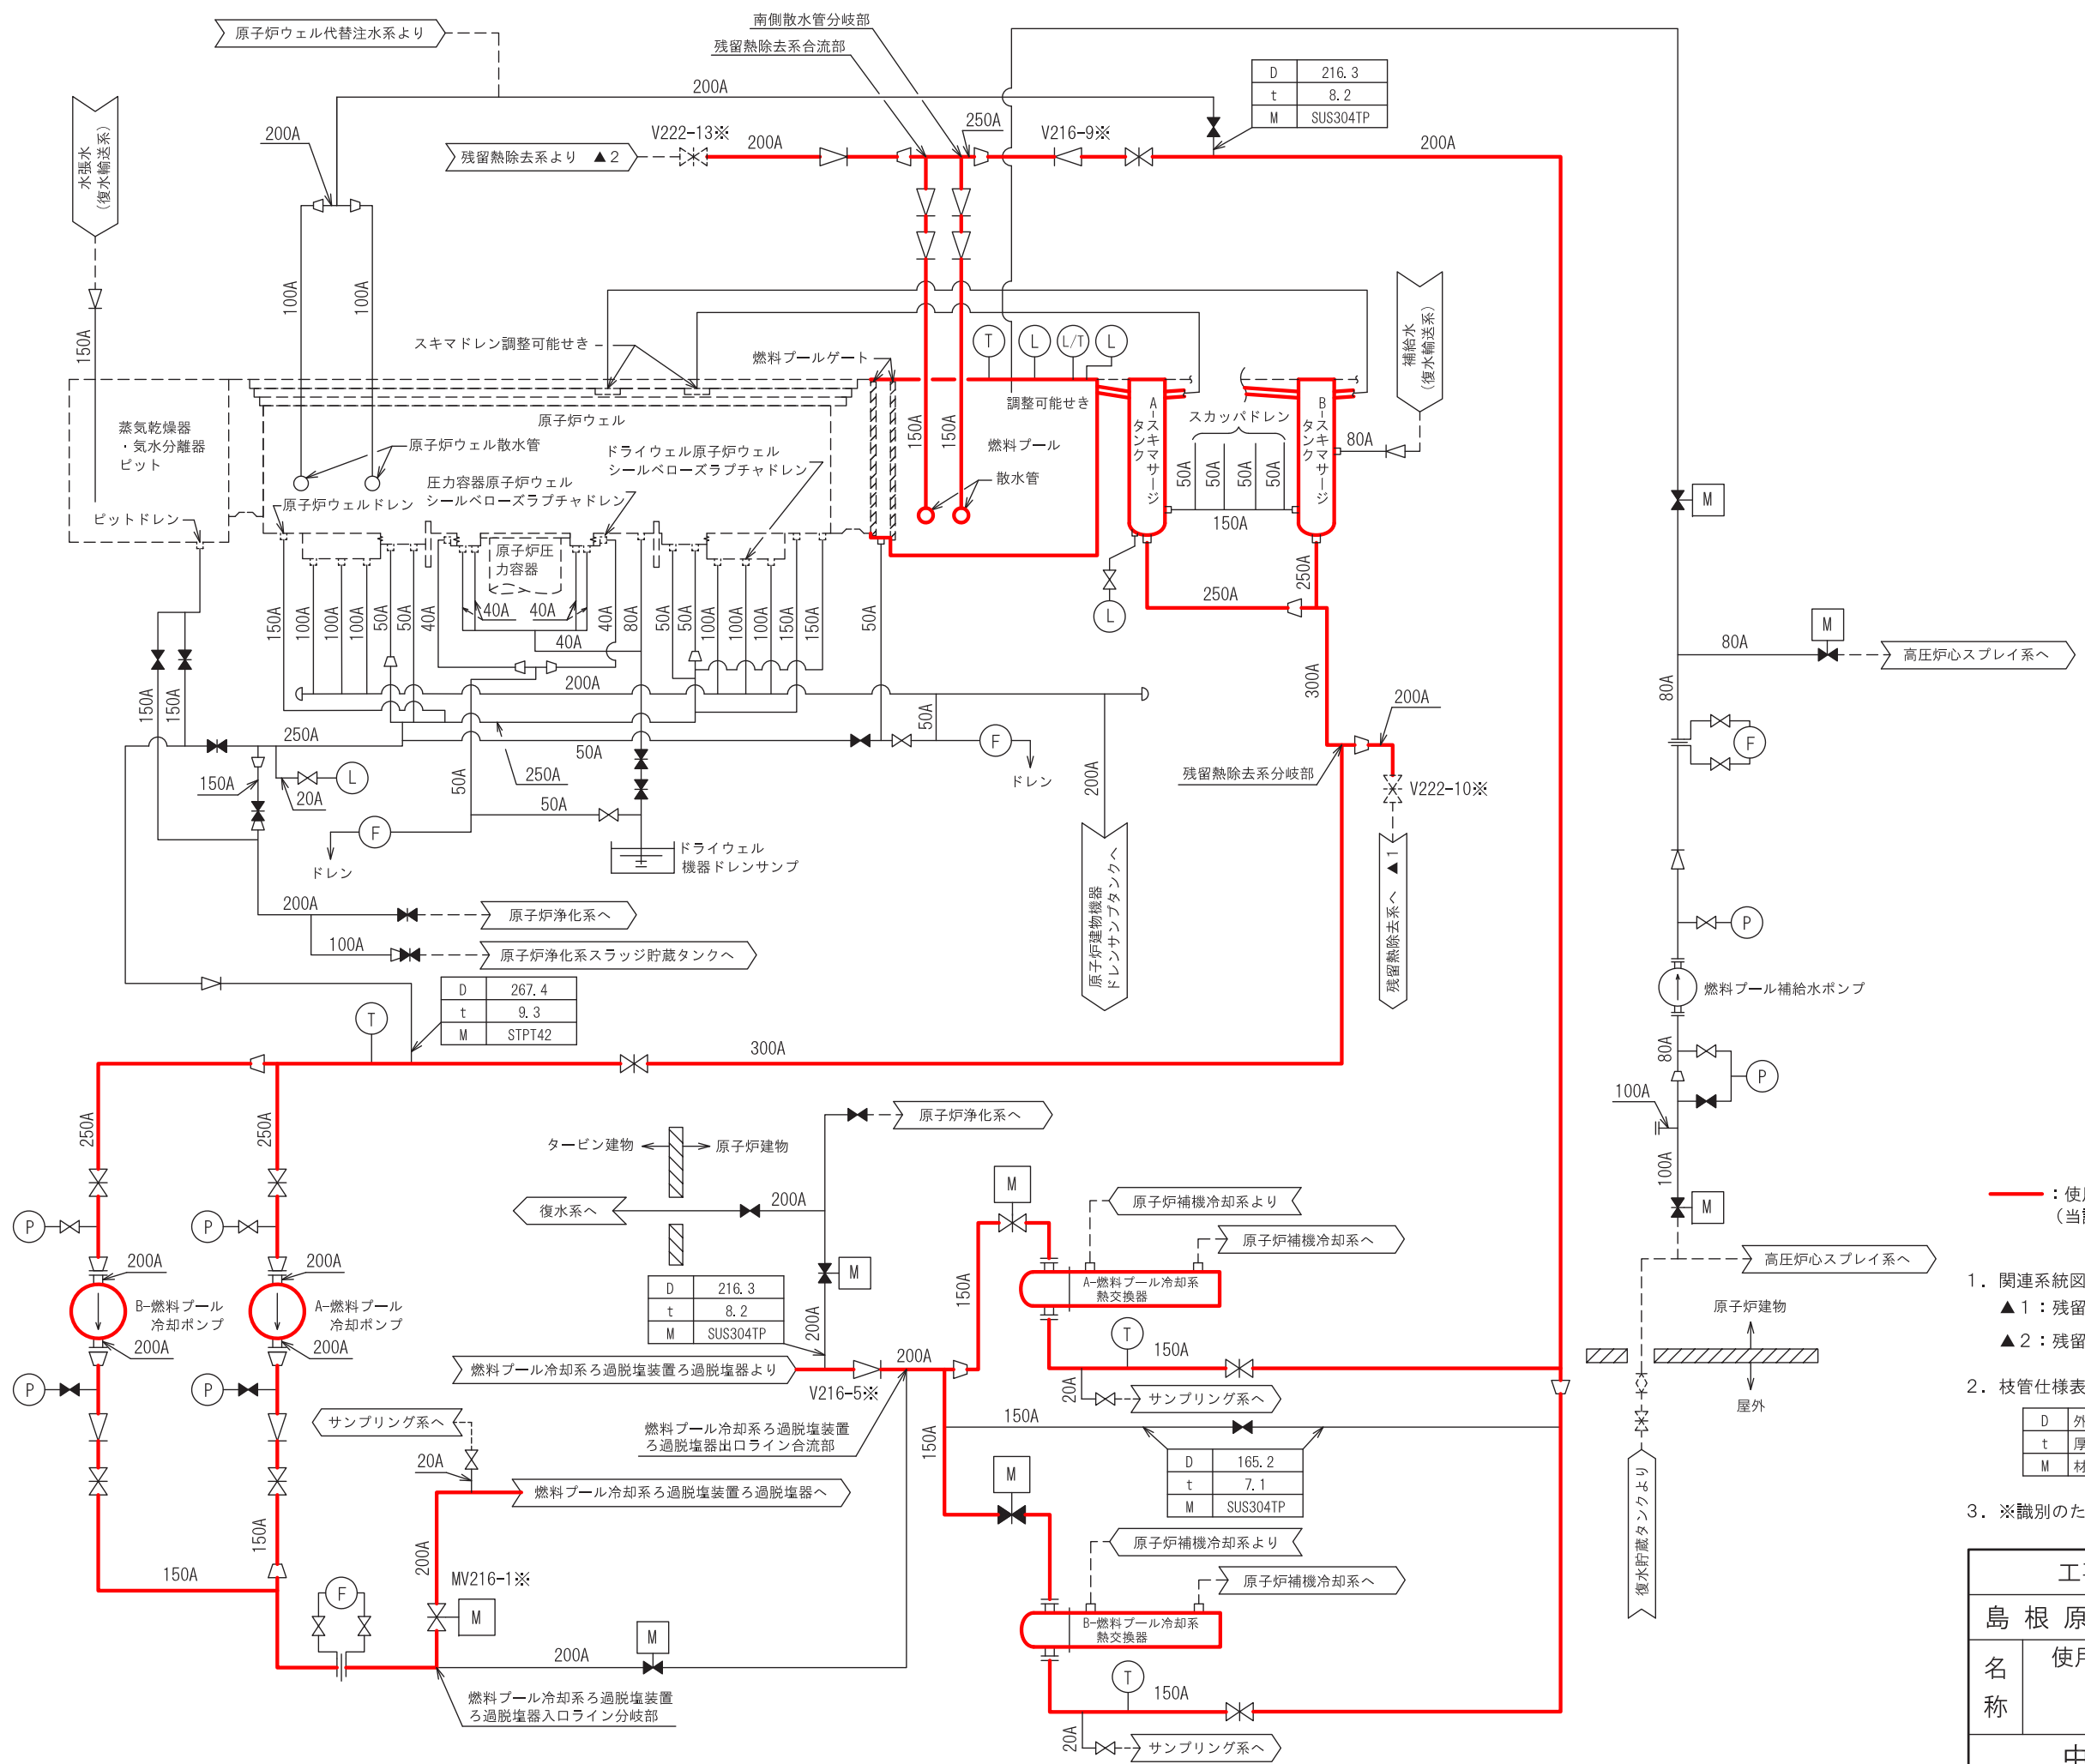 南側散水管分岐部
原子炉ウェル代替注水系より
残留熱除去系合流部
D 216.3
t 8.2
M SUS304TP
200A
水張水
(復水輸送系)
200A
残留熱除去系より ▲2
V222-13※
200A
250A
V216-9※
200A
100A
100A
150A
スキマドレン調整可能せき
燃料プールゲート
T
L
L/T
L
補給水
(復水輸送系)
蒸気乾燥器
・気水分離器
ピット
原子炉ウェル
原子炉ウェル散水管
ドライウェル原子炉ウェル
シールベローズラプチャドレン
圧力容器原子炉ウェル
シールベローズラプチャドレン
原子炉ウェルドレン
ピットドレン
原子炉圧
力容器
150A
150A
調整可能せき
燃料プール
散水管
A-スキマサージ
タンク
スカッパドレン
50A
50A
50A
50A
150A
B-スキマサージ
タンク
80A
M
L
250A
250A
150A
100A
100A
100A
50A
50A
40A
40A
40A
40A
40A
80A
50A
50A
100A
100A
100A
150A
150A
50A
200A
300A
80A
M
高圧炉心スプレイ系へ
80A
F
150A
150A
250A
150A
20A
L
50A
250A
50A
50A
50A
F
ドレン
F
ドレン
ドライウェル
機器ドレンサンプ
200A
原子炉建物機器
ドレンサンプタンクへ
残留熱除去系分岐部
200A
V222-10※
残留熱除去系へ ▲1
200A
原子炉浄化系へ
100A
原子炉浄化系スラッジ貯蔵タンクへ
P
燃料プール補給水ポンプ
D 267.4
t 9.3
M STPT42
T
300A
80A
P
100A
100A
M
250A
250A
タービン建物
原子炉建物
原子炉浄化系へ
復水系へ
200A
M
原子炉補機冷却系より
原子炉補機冷却系へ
:使
1. 関連系統図
▲1:残留
▲2:残留
高圧炉心スプレイ系へ
原子炉建物
屋外
P
P
200A
200A
B-燃料プール
冷却ポンプ
A-燃料プール
冷却ポンプ
200A
200A
P
P
D 216.3
t 8.2
M SUS304TP
M
200A
150A
A-燃料プール冷却系
熱交換器
T
150A
燃料プール冷却系ろ過脱塩装置ろ過脱塩器より
200A
V216-5※
20A
サンプリング系へ
2. 枝管仕様表
D
t
M
サンプリング系へ
燃料プール冷却系ろ過脱塩装置
ろ過脱塩器出口ライン合流部
150A
150A
20A
燃料プール冷却系ろ過脱塩装置ろ過脱塩器へ
M
D 165.2
t 7.1
M SUS304TP
3. ※識別のた
復水貯蔵タンクより
150A
150A
200A
MV216-1※
F
M
原子炉補機冷却系より
原子炉補機冷却系へ
B-燃料プール冷却系
熱交換器
M
200A
T
150A
燃料プール冷却系ろ過脱塩装置
ろ過脱塩器入口ライン分岐部
20A
サンプリング系へ
島根原
名称
使用